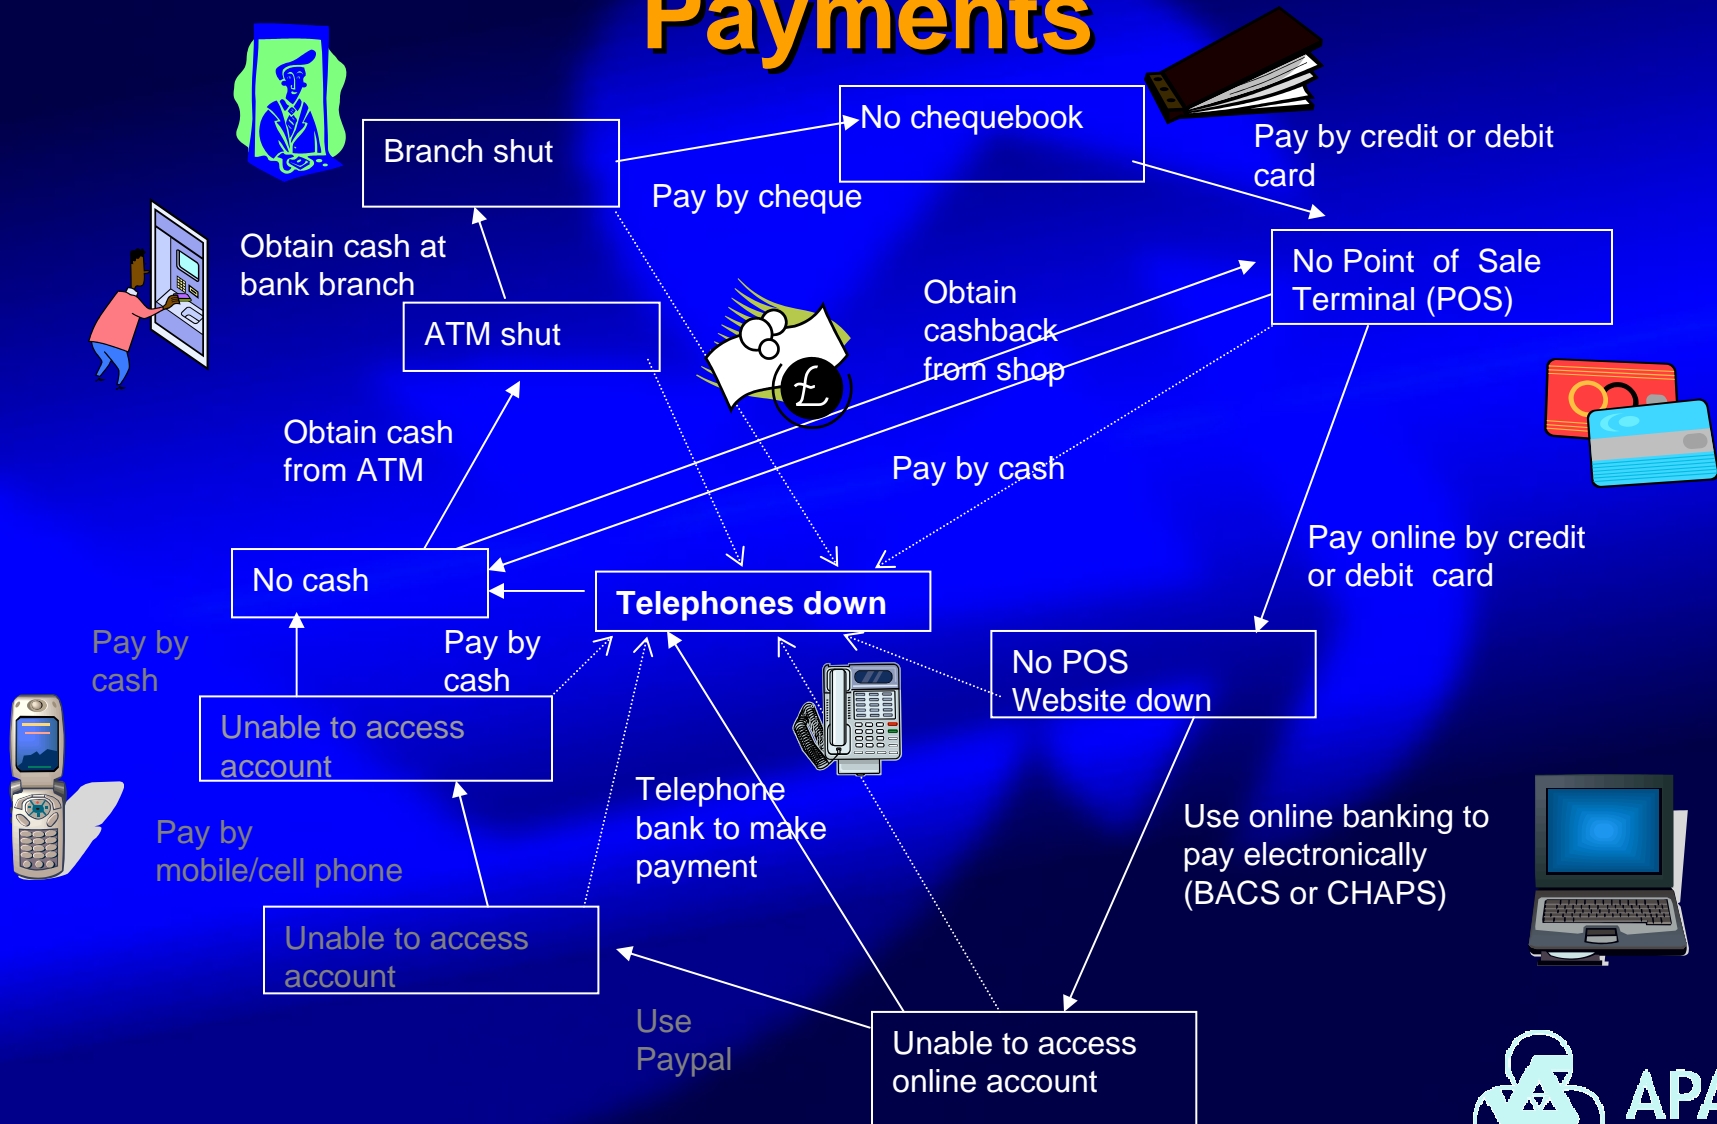 Payments
No chequebook
Branch shut
Pay by credit or debit
card
Pay by cheque
Obtain cash at
bank branch
No Point of Sale
Terminal (POS)
Obtain
cashback
from shop
ATM shut
£
Obtain cash
from ATM
Pay by cash
Pay online by credit
or debit card
No cash
Telephones down
Pay by
cash
Pay by
cash
No POS
Website down
Unable to access
account
Telephone
bank to make
payment
Use online banking to
pay electronically
(BACS or CHAPS)
Pay by
mobile/cell phone
Unable to access
account
Use
Paypal
Unable to access
online account
APA